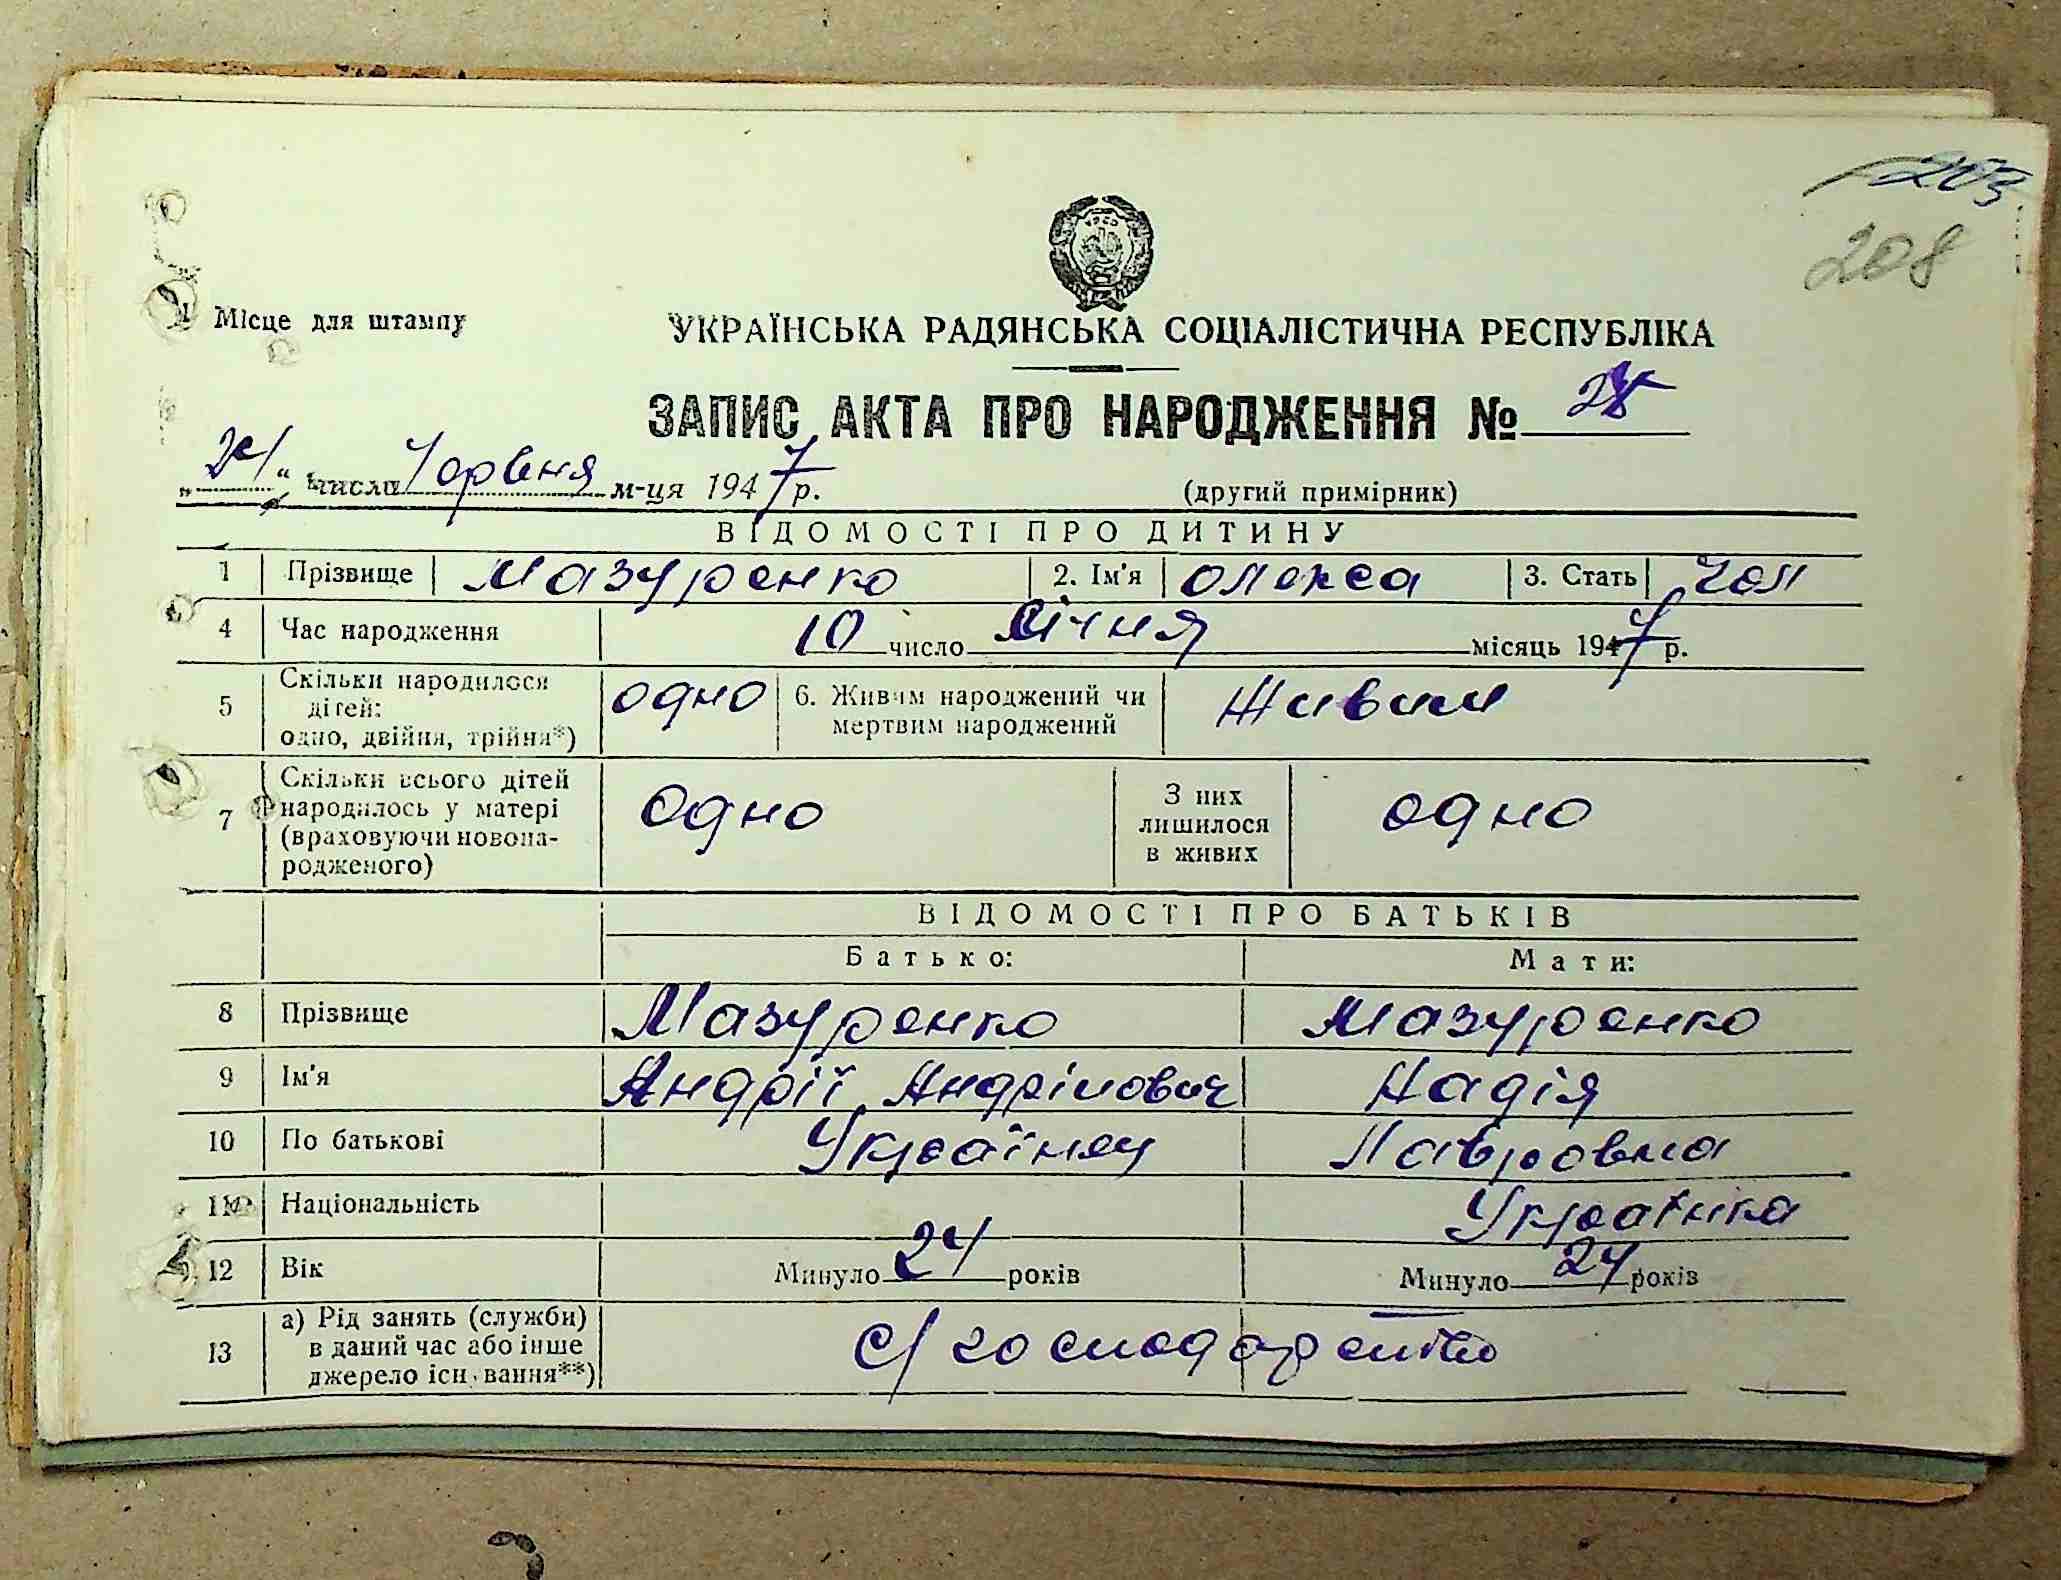 208
Місце для штампу
УКРАЇНСЬКА РАДЯНСЬКА СОЦІАЛІСТИЧНА РЕСПУБЛІКА
ЗАПИС АКТА ПРО НАРОДЖЕННЯ №
„24“ числа Червня м-ця 1947 р.
(другий примірник)
ВІДОМОСТІ ПРО ДИТИНУ
1 Прізвище Мазуренко 2. Ім'я Олекса 3. Стать Чол
4 Час народження 10 число Січня місяць 1947 р.
5 Скільки народилося дітей: одно, двійня, трійня*) одно 6. Живим народжений чи мертвим народжений Живим
7 Скільки всього дітей народилось у матері (враховуючи новонародженого) одно З них лишилося в живих одно
ВІДОМОСТІ ПРО БАТЬКІВ
Батько: Мати:
8 Прізвище Мазуренко Мазуренко
9 Ім'я Андрій Андрійович Надія
10 По батькові Українец Лавровна
11 Національність Українка
12 Вік Минуло 24 років Минуло 24 років
13 а) Рід занять (служби) в даний час або інше джерело існування**) с/господарство